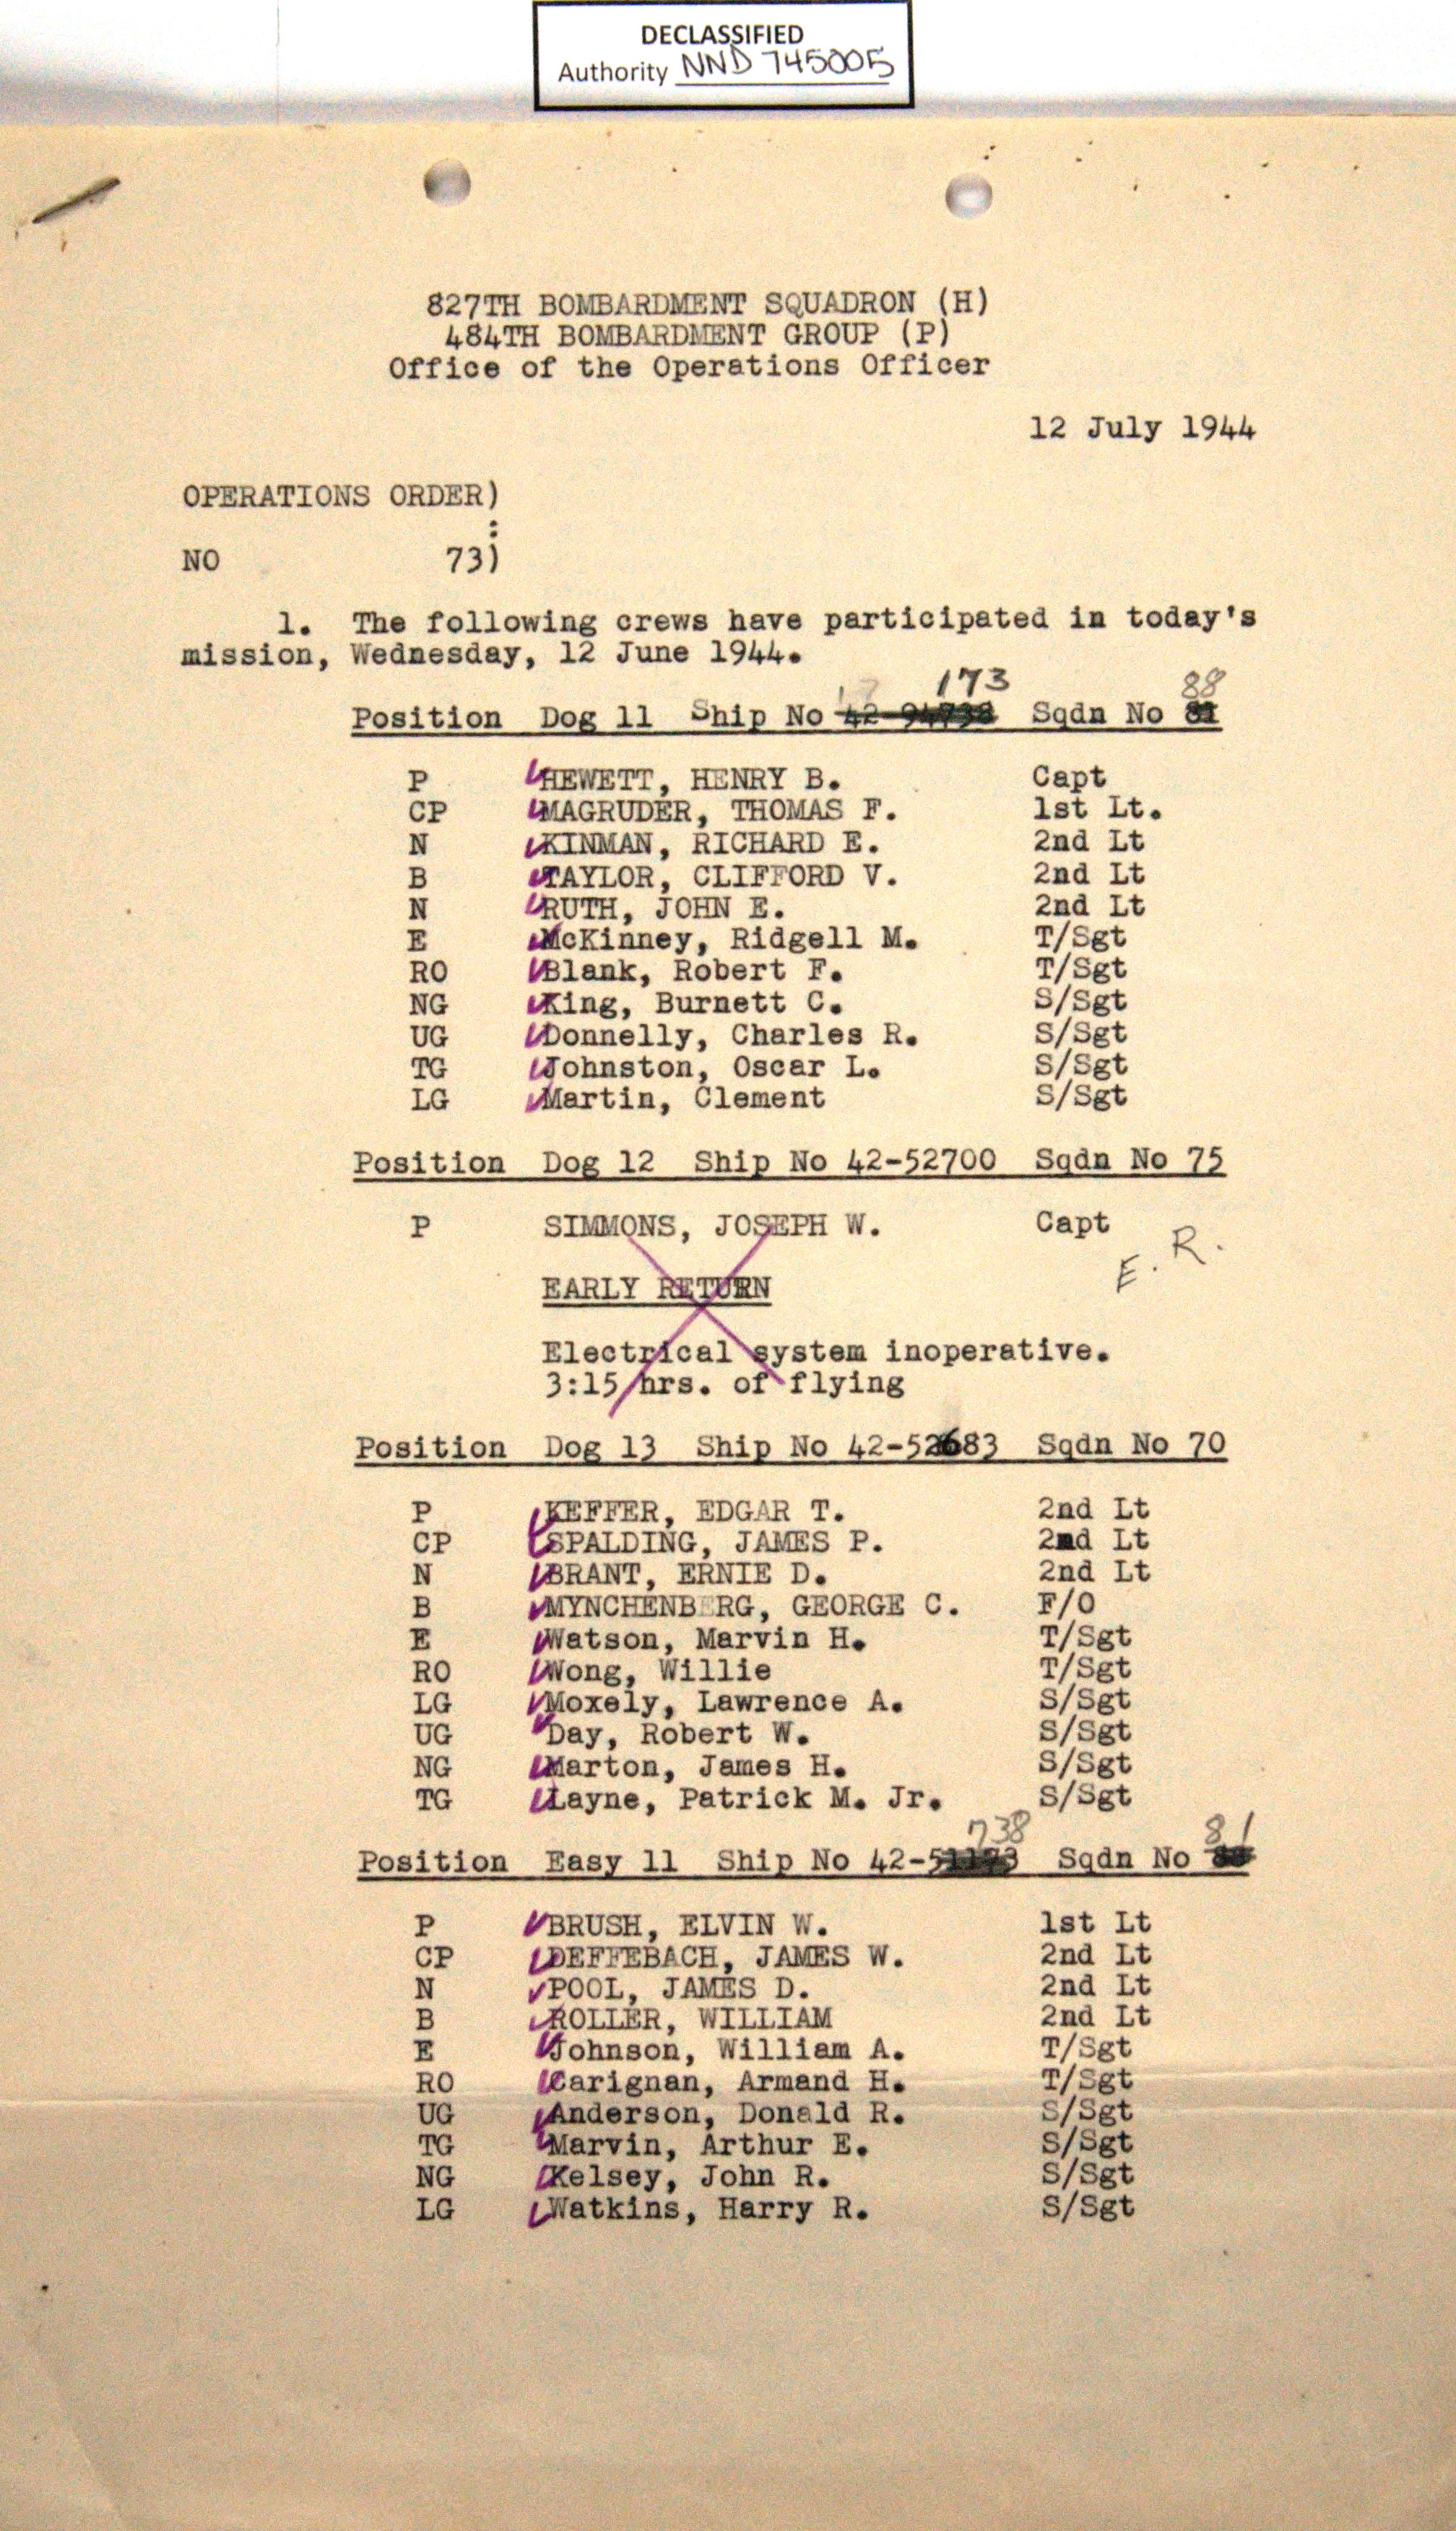 DECLASSIFIED
Authority NND 745005
827TH BOMBARDMENT SQUADRON (H)
484TH BOMBARDMENT GROUP (P)
Office of the Operations Officer
12 July 1944
OPERATIONS ORDER)
:
NO 73)
1. The following crews have participated in today's
mission, Wednesday, 12 June 1944.
173 88
Position Dog 11 Ship No Sqdn No
P HEWETT, HENRY B. Capt
CP MAGRUDER, THOMAS F. 1st Lt.
N KINMAN, RICHARD E. 2nd Lt
B TAYLOR, CLIFFORD V. 2nd Lt
N RUTH, JOHN E. 2nd Lt
E McKinney, Ridgell M. T/Sgt
RO Blank, Robert F. T/Sgt
NG King, Burnett C. S/Sgt
UG Donnelly, Charles R. S/Sgt
TG Johnston, Oscar L. S/Sgt
LG Martin, Clement S/Sgt
Position Dog 12 Ship No 42-52700 Sqdn No 75
P SIMMONS, JOSEPH W. Capt
E. R.
EARLY RETURN
Electrical system inoperative.
3:15 hrs. of flying
Position Dog 13 Ship No 42-52683 Sqdn No 70
P KEFFER, EDGAR T. 2nd Lt
CP SPALDING, JAMES P. 2nd Lt
N BRANT, ERNIE D. 2nd Lt
B MYNCHENB RG, GEORGE C. F/O
E Watson, Marvin H. T/Sgt
RO Wong, Willie T/Sgt
LG Moxely, Lawrence A. S/Sgt
UG Day, Robert W. S/Sgt
NG Marton, James H. S/Sgt
TG Layne, Patrick M. Jr. S/Sgt
738 81
Position Easy 11 Ship No 42- Sqdn No
P BRUSH, ELVIN W. 1st Lt
CP DEFFEBACH, JAMES W. 2nd Lt
N POOL, JAMES D. 2nd Lt
B ROLLER, WILLIAM 2nd Lt
E Johnson, William A. T/Sgt
RO Carignan, Armand H. T/Sgt
UG Anderson, Donald R. S/Sgt
TG Marvin, Arthur E. S/Sgt
NG Kelsey, John R. S/Sgt
LG Watkins, Harry R. S/Sgt